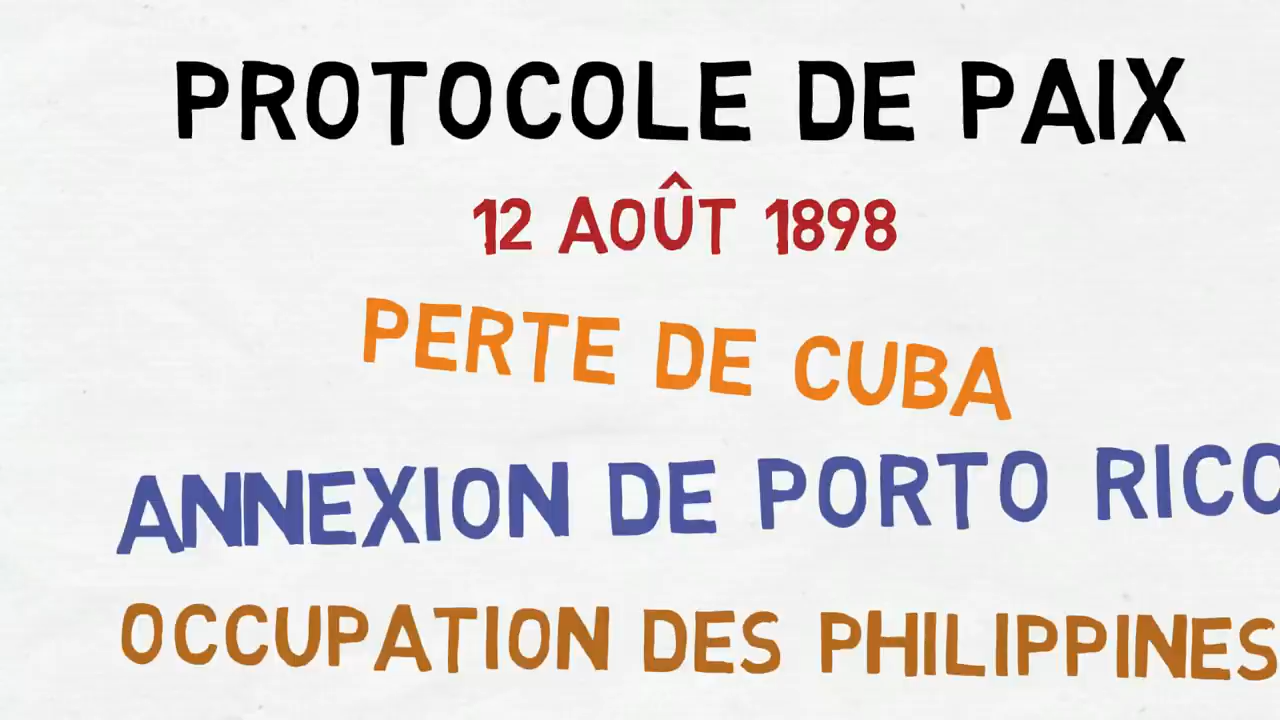 PROTOCOLE DE PAIX
12 AOÛT 1898
PERTE DE CUBA
ANNEXION DE PORTO RICO
OCCUPATION DES PHILIPPINES